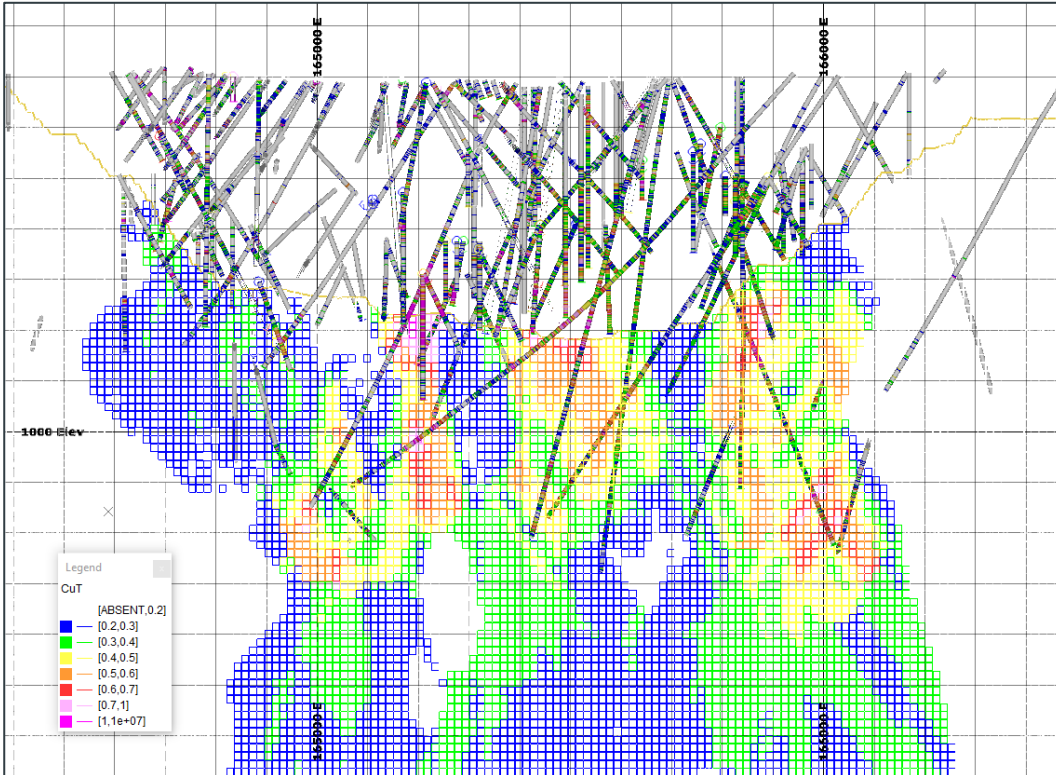 165000 E
166000 E
1000 Elev
Legend
CuT
[ABSENT,0.2]
[0.2,0.3]
[0.3,0.4]
[0.4,0.5]
[0.5,0.6]
[0.6,0.7]
[0.7,1]
[1,1e+07]
165000 E
166000 E